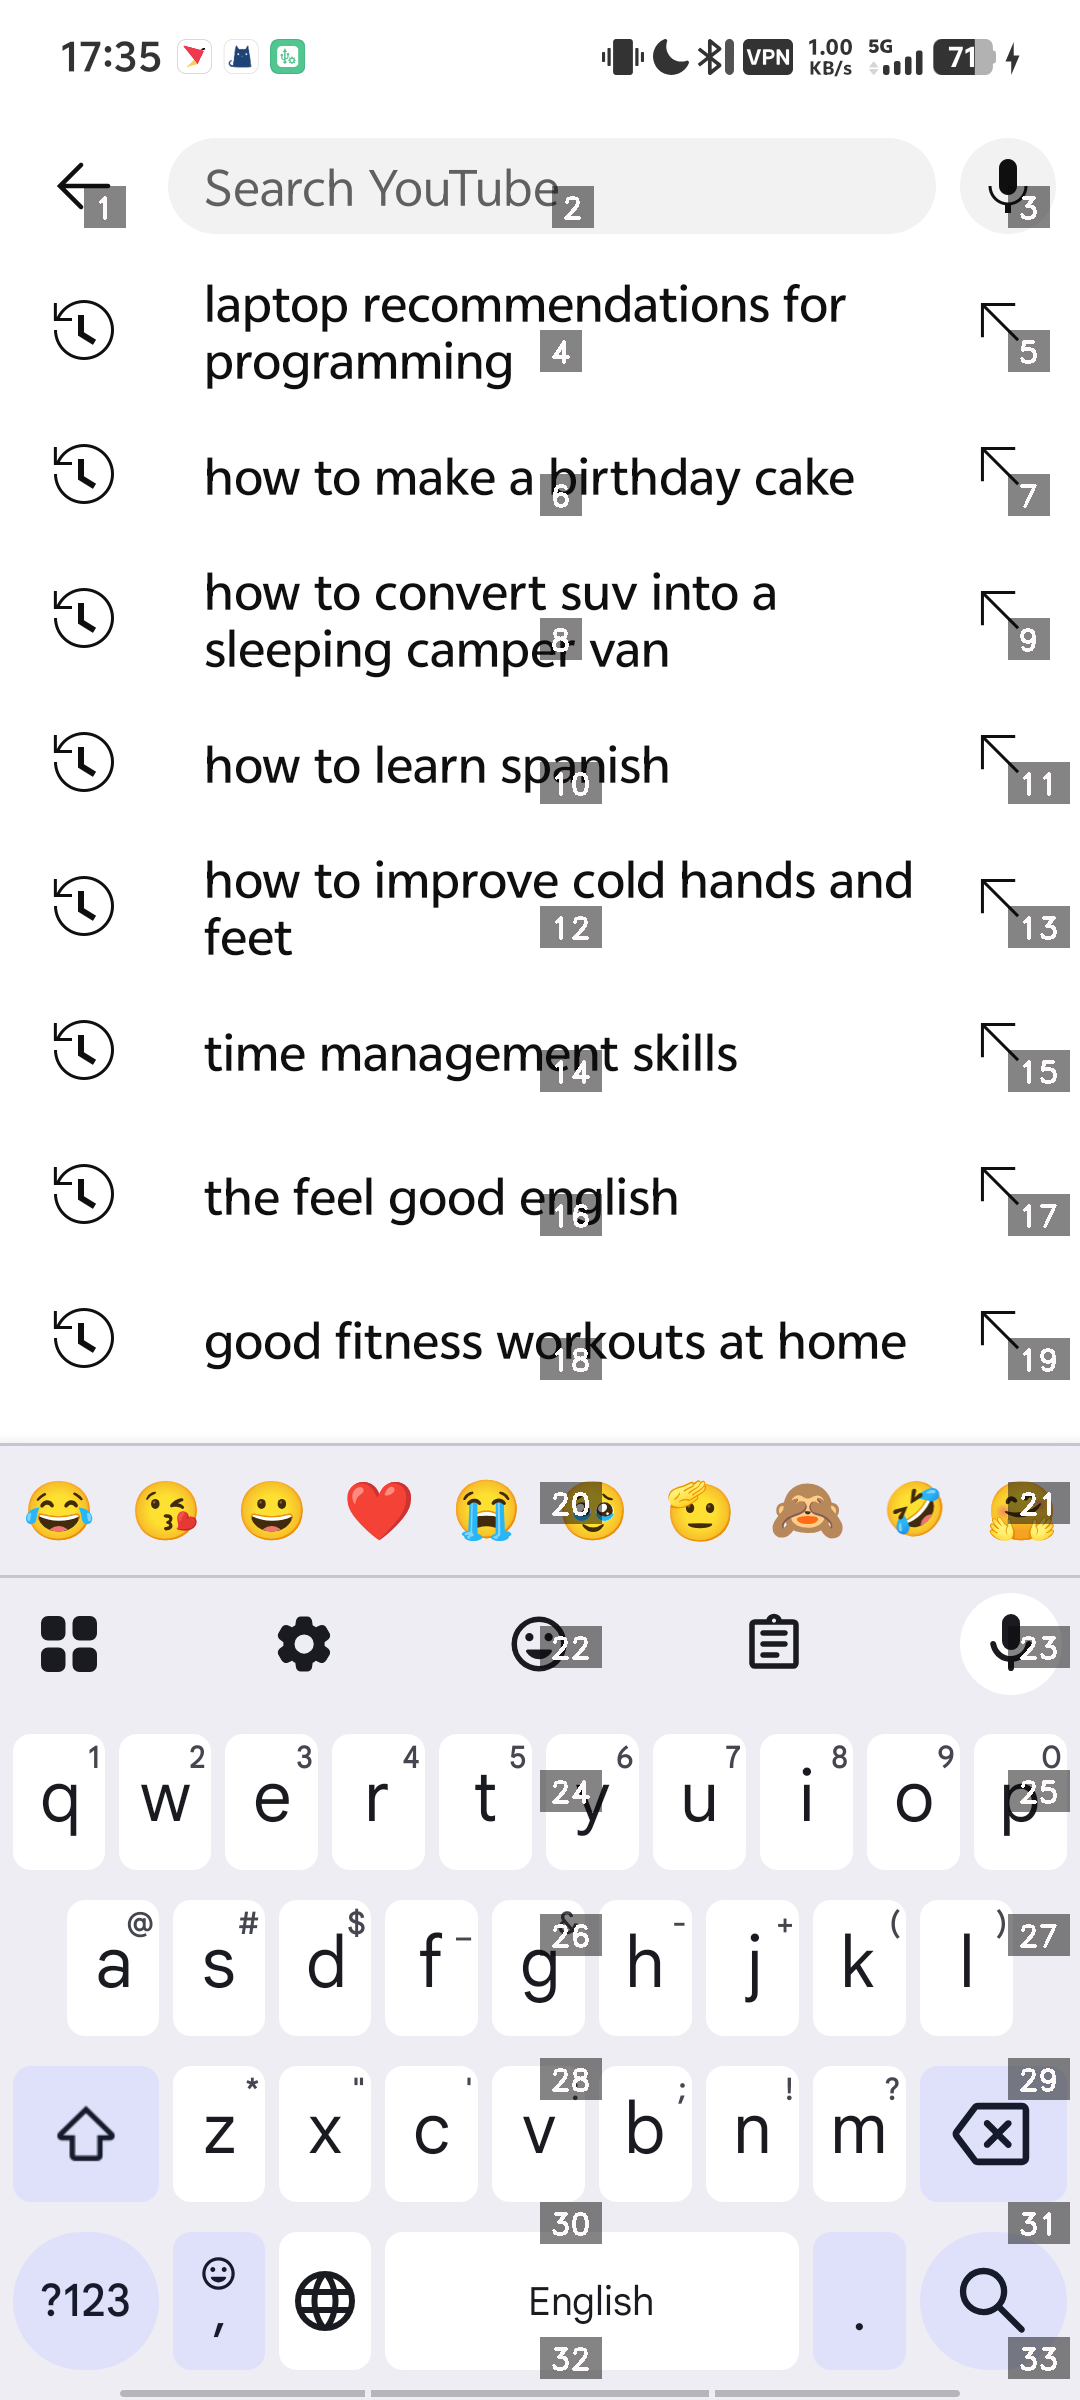 17:35 VPN 1.00 KB/s 5G 71
Search YouTube
1 2 3
laptop recommendations for
programming
4 5
how to make a birthday cake
6 7
how to convert suv into a
sleeping camper van
8 9
how to learn spanish
10 11
how to improve cold hands and
feet
12 13
time management skills
14 15
the feel good english
16 17
good fitness workouts at home
18 19
20 21
22 23
1 2 3 4 5 6 7 8 9 0
q w e r t y u i o p
24 25
@ # $ _ & - + ( )
a s d f g h j k l
26 27
* " ' : ; ! ?
z x c v b n m
28 29
30 31
?123 , English .
32 33